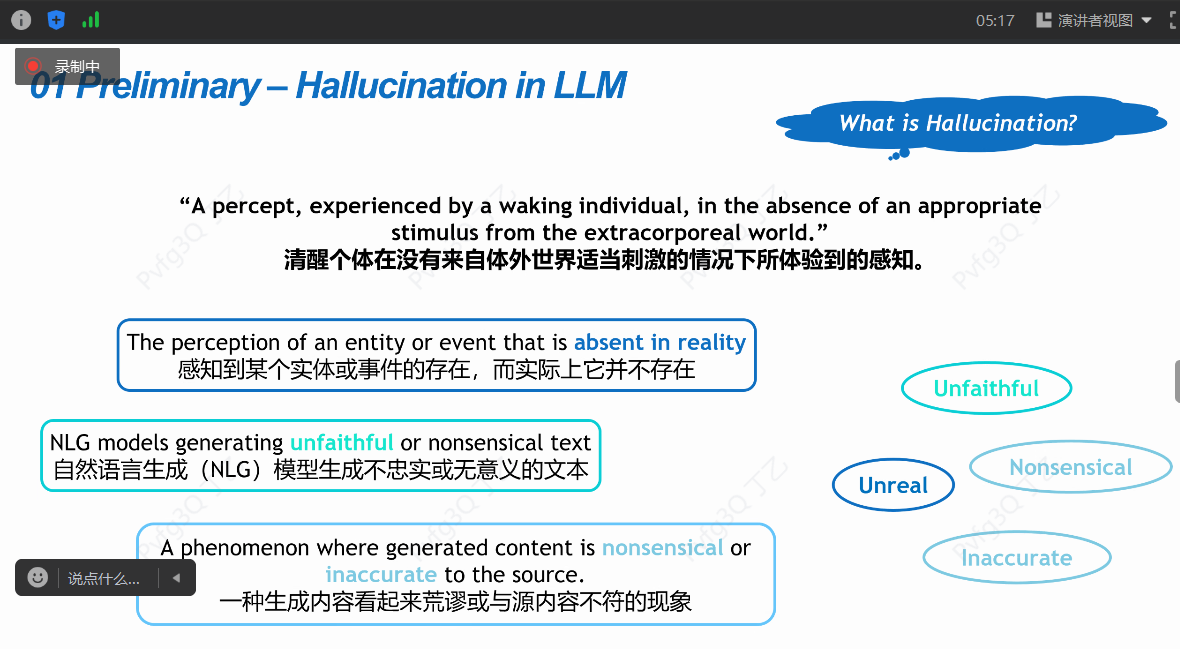 05:17 演讲者视图
录制中
01 Preliminary – Hallucination in LLM
What is Hallucination?
“A percept, experienced by a waking individual, in the absence of an appropriate
stimulus from the extracorporeal world.”
清醒个体在没有来自体外世界适当刺激的情况下所体验到的感知。
The perception of an entity or event that is absent in reality
感知到某个实体或事件的存在，而实际上它并不存在
NLG models generating unfaithful or nonsensical text
自然语言生成（NLG）模型生成不忠实或无意义的文本
A phenomenon where generated content is nonsensical or
inaccurate to the source.
一种生成内容看起来荒谬或与源内容不符的现象
Unfaithful
Nonsensical
Unreal
Inaccurate
说点什么...
Pvfg3Q
Pvfg3Q
Pvfg3Q
Pvfg3Q
Pvfg3Q
Pvfg3Q
Pvfg3Q
Pvfg3Q